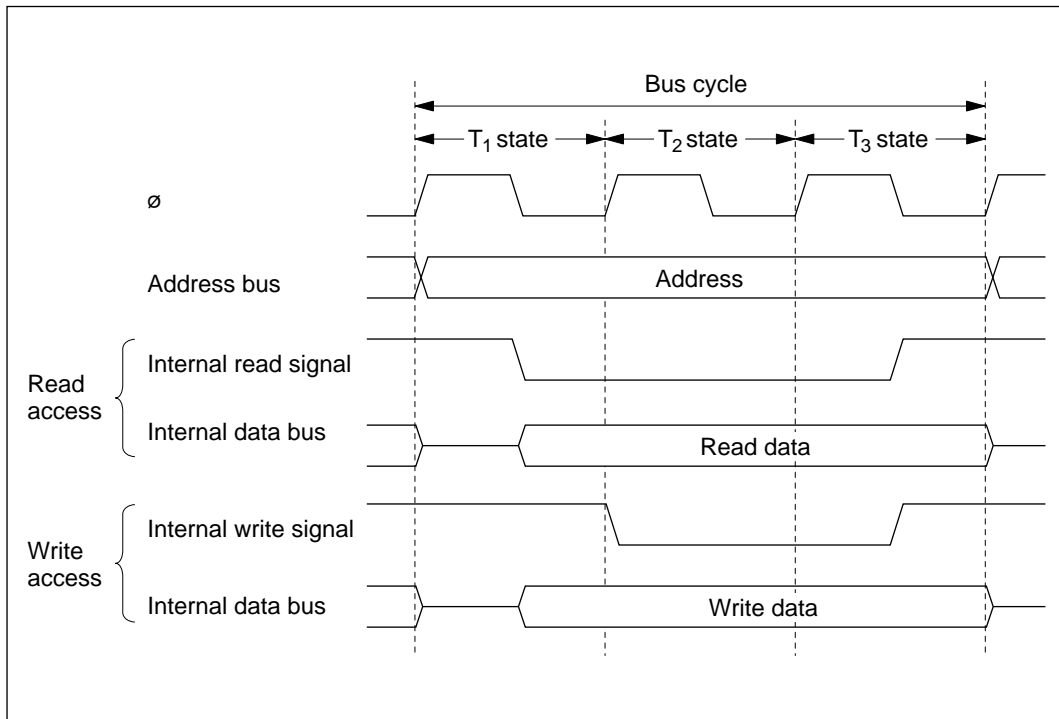 Bus cycle
T1 state
T2 state
T3 state
ø
Address bus
Address
Read
access
Internal read signal
Internal data bus
Read data
Write
access
Internal write signal
Internal data bus
Write data